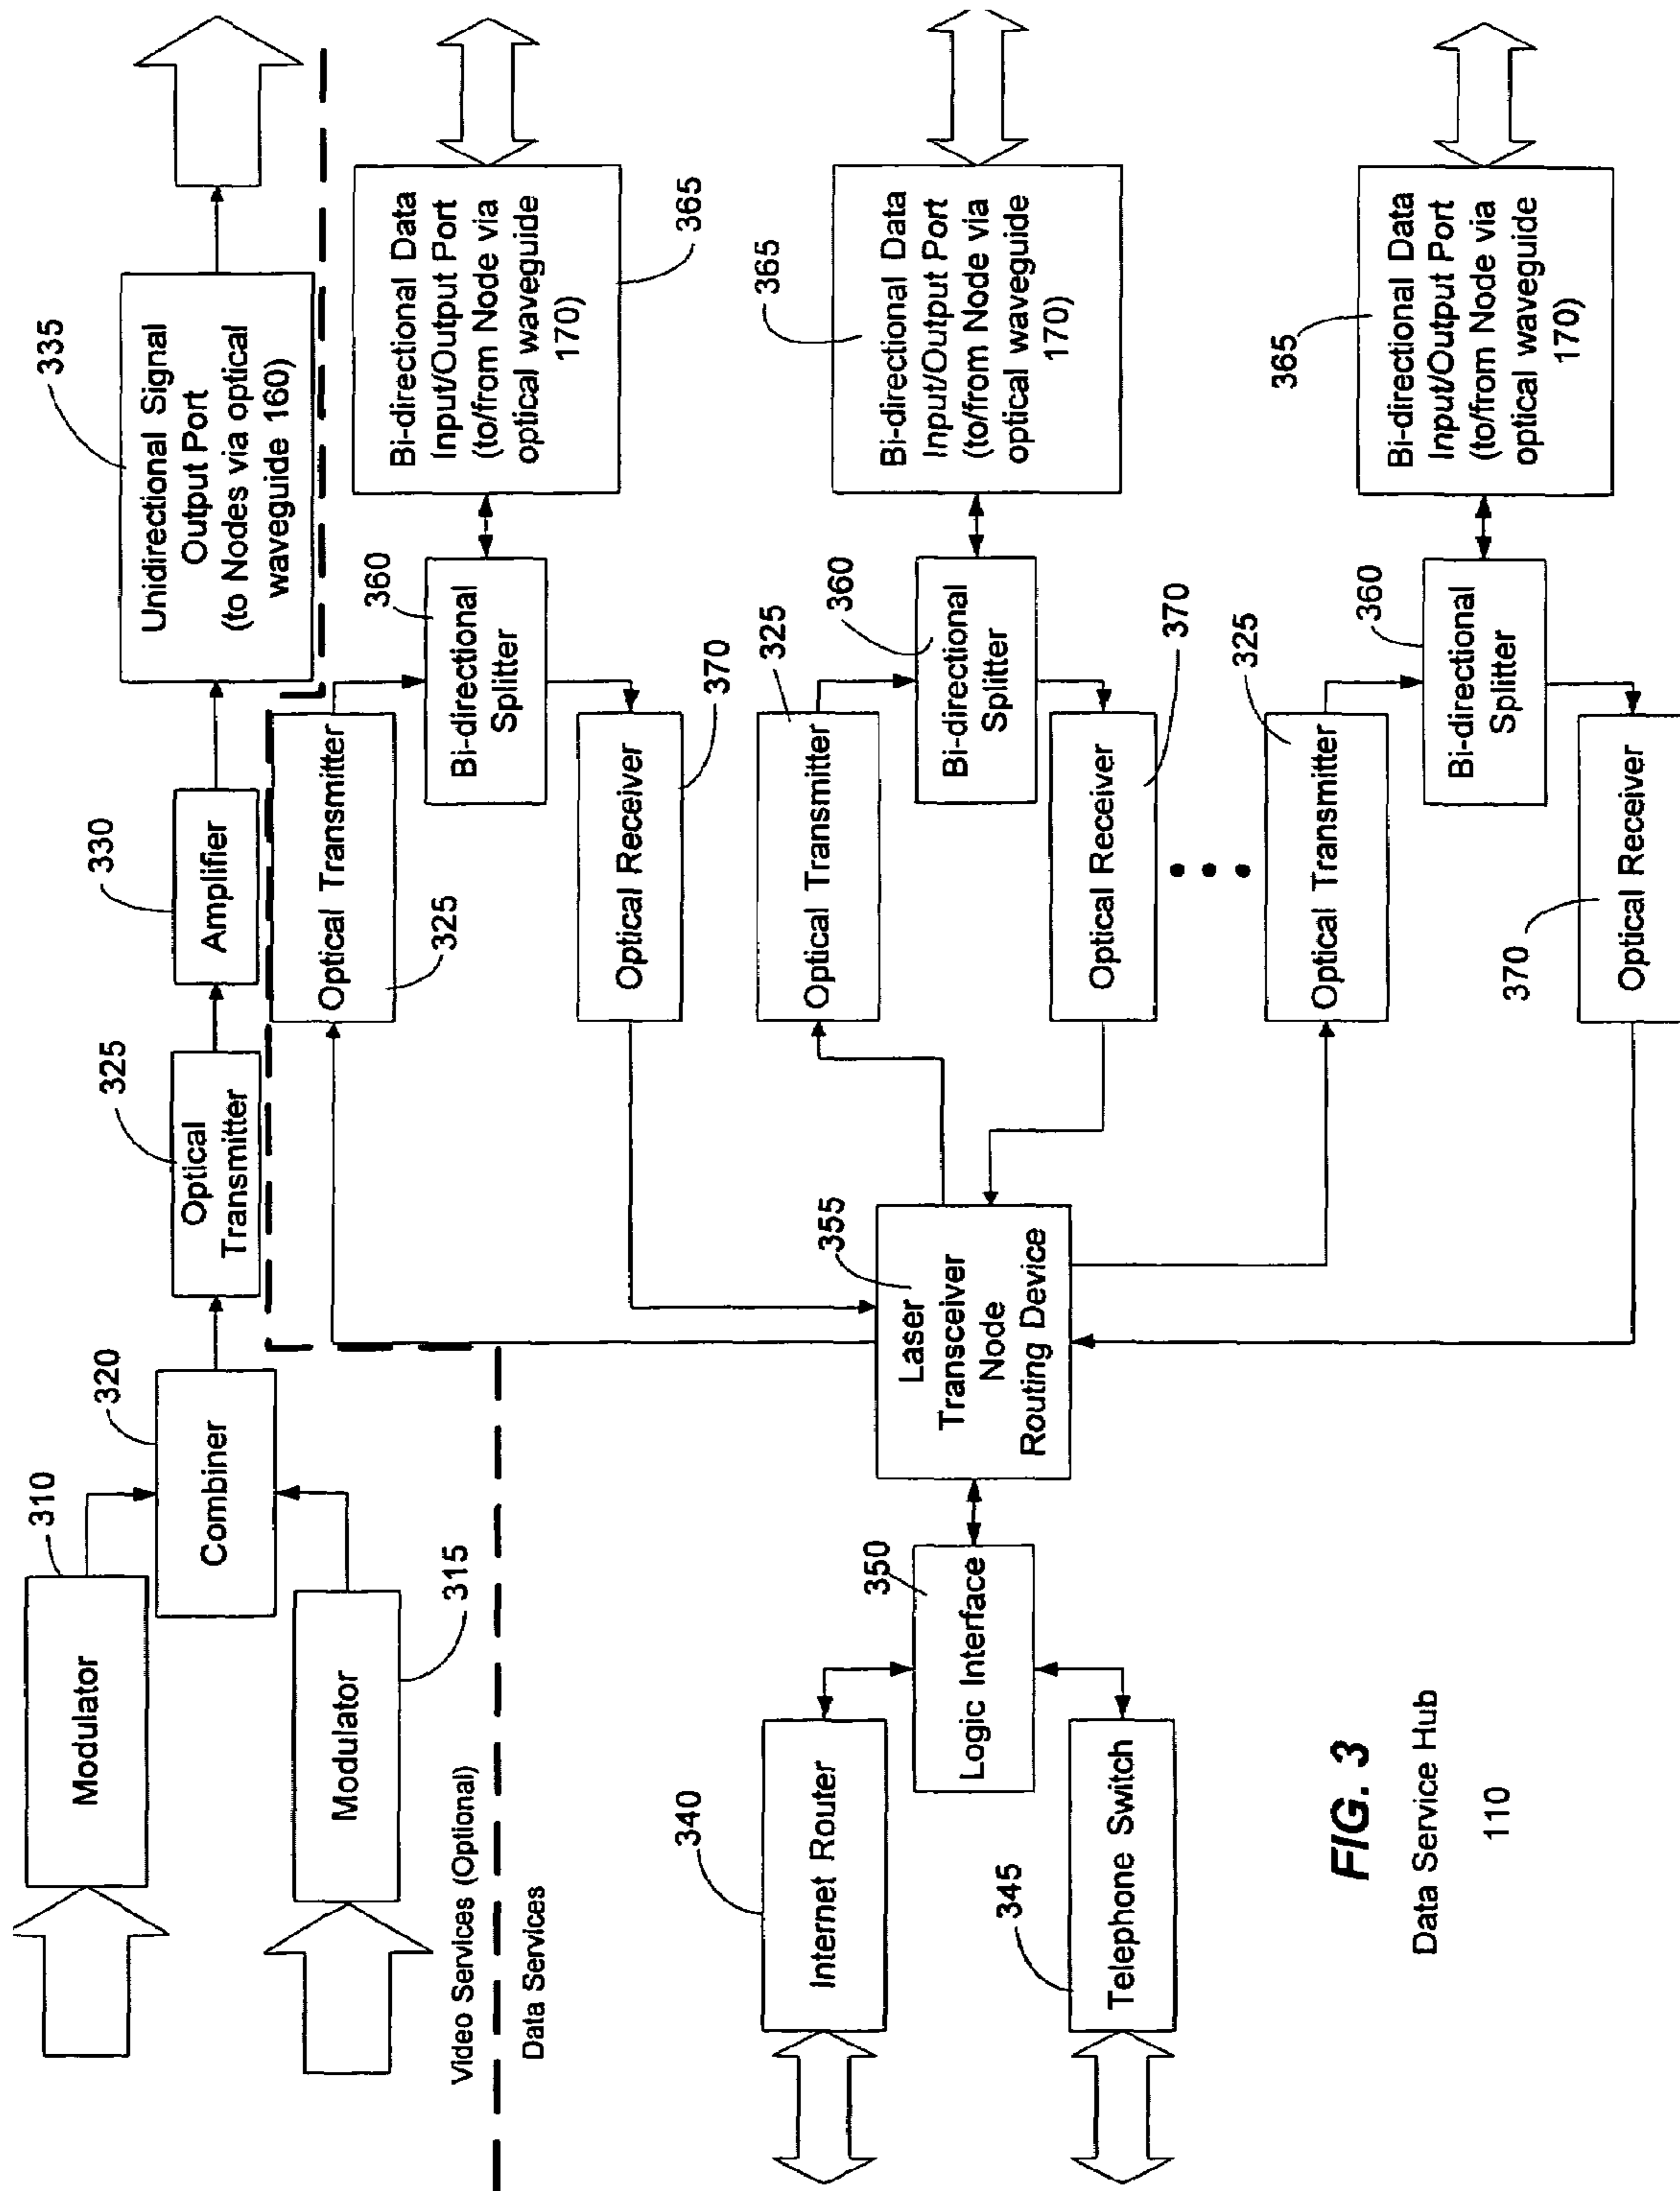 310
Modulator
Modulator
315
320
Combiner
325
Optical
Transmitter
330
Amplifier
335
Unidirectional Signal
Output Port
(to Nodes via optical
waveguide 160)
Video Services (Optional)
Data Services
Optical Transmitter
325
360
Bi-directional
Splitter
Optical Receiver
370
Bi-directional Data
Input/Output Port
(to/from Node via
optical waveguide
170)
365
340
Internet Router
345
Telephone Switch
350
Logic Interface
355
Laser
Transceiver
Node
Routing Device
325
Optical Transmitter
360
Bi-directional
Splitter
Optical Receiver
370
365
Bi-directional Data
Input/Output Port
(to/from Node via
optical waveguide
170)
325
Optical Transmitter
360
Bi-directional
Splitter
370
Optical Receiver
365
Bi-directional Data
Input/Output Port
(to/from Node via
optical waveguide
170)
FIG. 3
Data Service Hub
110